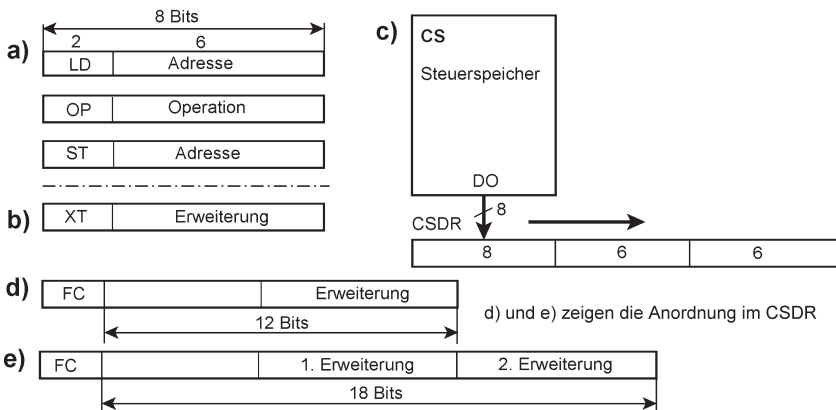 a)
8 Bits
2 6
LD Adresse
OP Operation
ST Adresse
b)
XT Erweiterung
c)
CS
Steuerspeicher
DO
8
CSDR
8 6 6
d)
FC Erweiterung
12 Bits
d) und e) zeigen die Anordnung im CSDR
e)
FC 1. Erweiterung 2. Erweiterung
18 Bits